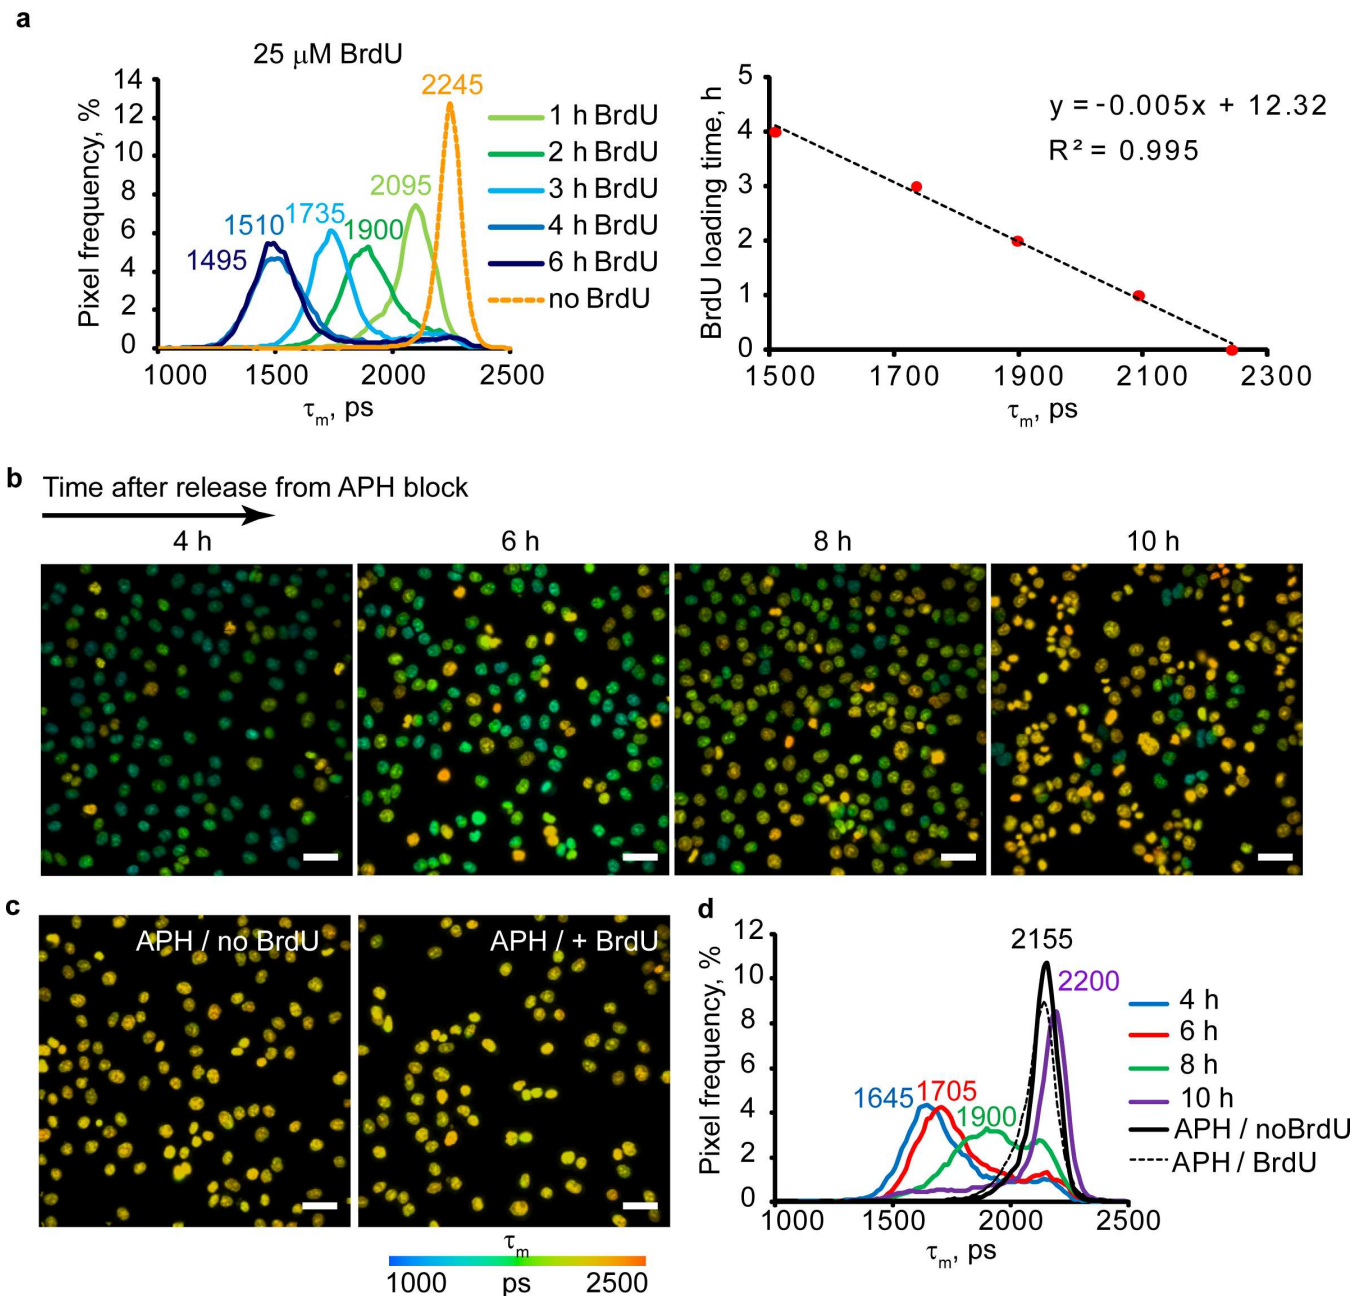 a
25 μM BrdU
14
12
10
8
6
4
2
0
Pixel frequency, %
2245
2095
1900
1735
1510
1495
1 h BrdU
2 h BrdU
3 h BrdU
4 h BrdU
6 h BrdU
no BrdU
1000 1500 2000 2500
τm, ps
5
4
3
2
1
0
BrdU loading time, h
y = -0.005x + 12.32
R² = 0.995
1500 1700 1900 2100 2300
τm, ps
b
Time after release from APH block
4 h 6 h 8 h 10 h
c
APH / no BrdU
APH / + BrdU
τm
1000 ps 2500
d
12
10
8
6
4
2
0
Pixel frequency, %
2155
2200
1645
1705
1900
4 h
6 h
8 h
10 h
APH / noBrdU
APH / BrdU
1000 1500 2000 2500
τm, ps